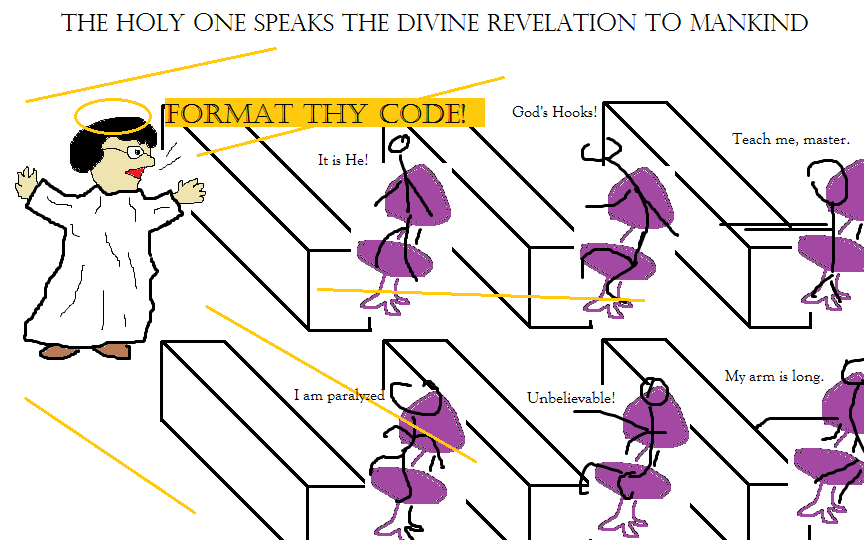 THE HOLY ONE SPEAKS THE DIVINE REVELATION TO MANKIND
FORMAT THY CODE!
God's Hooks!
Teach me, master.
It is He!
I am paralyzed
Unbelievable!
My arm is long.